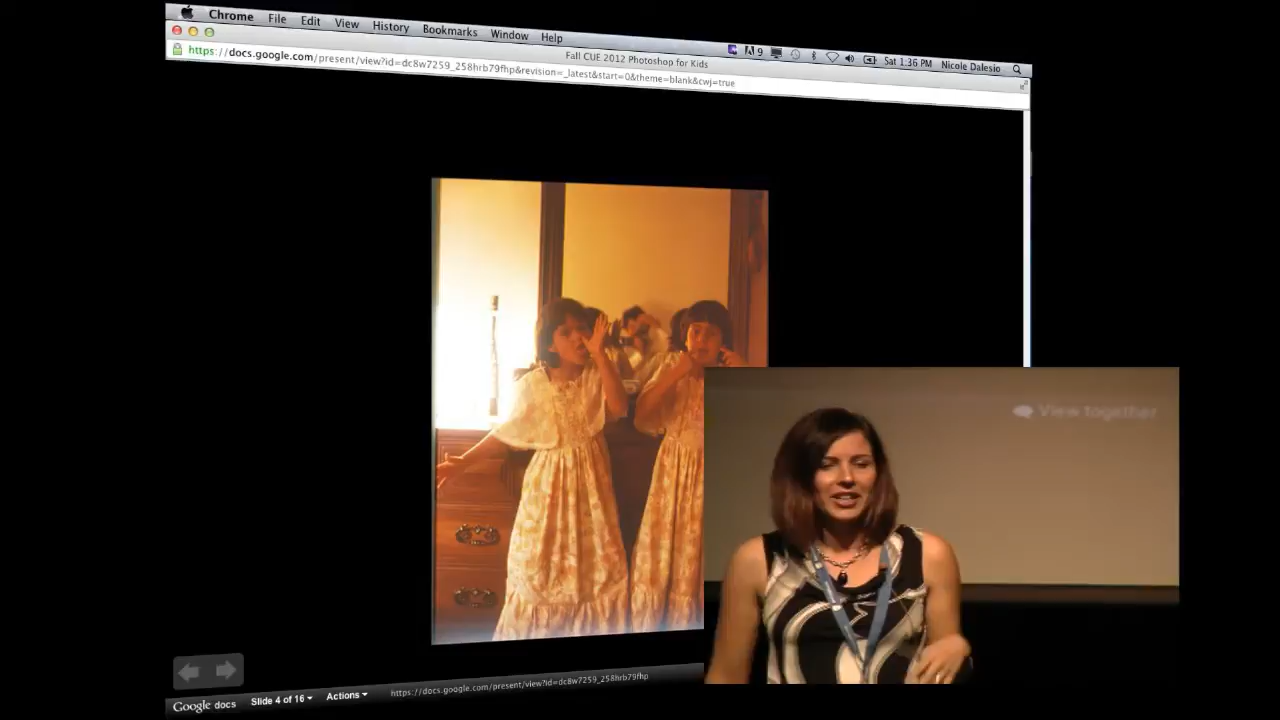 Chrome File Edit View History Bookmarks Window Help 9 Sat 1:36 PM Nicole Dalesio
Fall CUE 2012 Photoshop for Kids
https://docs.google.com/present/view?id=dc8w7259_258hrb79fhp&revision=_latest&start=0&theme=blank&cwj=true
View together
Google docs Slide 4 of 16 Actions https://docs.google.com/present/view?id=dc8w7259_258hrb79fhp